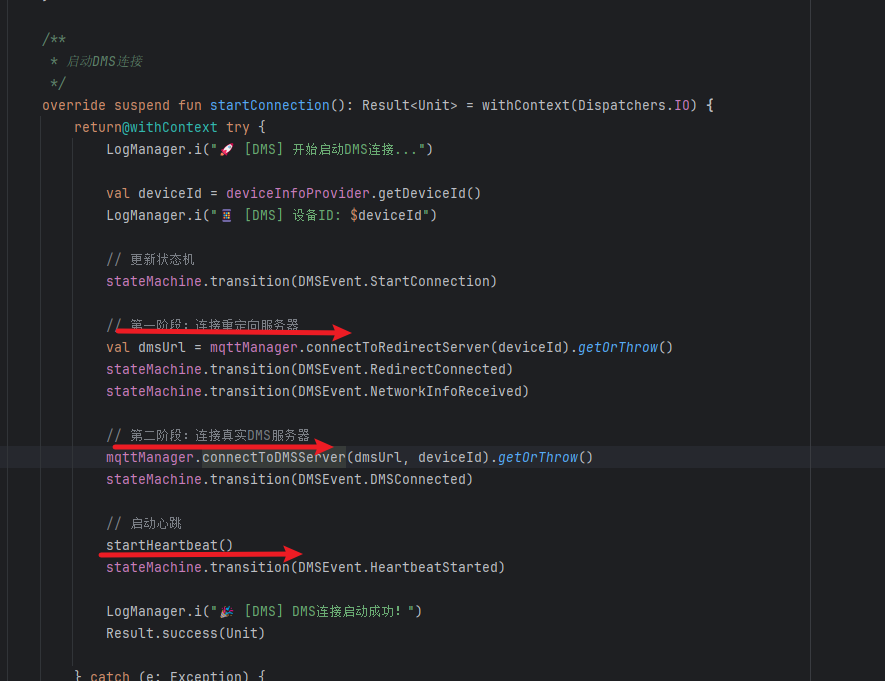 /**
* 启动DMS连接
*/
override suspend fun startConnection(): Result<Unit> = withContext(Dispatchers.IO) {
return@withContext try {
LogManager.i("🚀 [DMS] 开始启动DMS连接...")
val deviceId = deviceInfoProvider.getDeviceId()
LogManager.i("📱 [DMS] 设备ID: $deviceId")
// 更新状态机
stateMachine.transition(DMSEvent.StartConnection)
// 第一阶段：连接重定向服务器
val dmsUrl = mqttManager.connectToRedirectServer(deviceId).getOrThrow()
stateMachine.transition(DMSEvent.RedirectConnected)
stateMachine.transition(DMSEvent.NetworkInfoReceived)
// 第二阶段：连接真实DMS服务器
mqttManager.connectToDMSServer(dmsUrl, deviceId).getOrThrow()
stateMachine.transition(DMSEvent.DMSConnected)
// 启动心跳
startHeartbeat()
stateMachine.transition(DMSEvent.HeartbeatStarted)
LogManager.i("🎉 [DMS] DMS连接启动成功！")
Result.success(Unit)
} catch (e: Exception) {